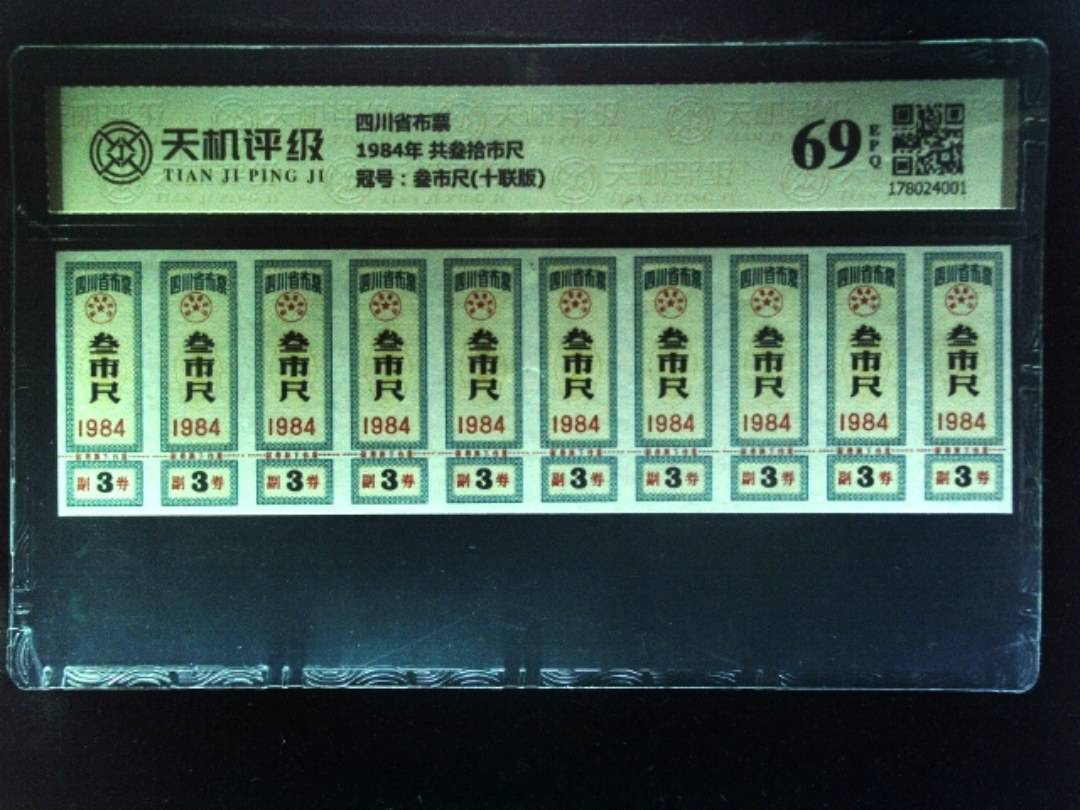 天机评级
TIAN JI PING JI
四川省布票
1984年 共叁拾市尺
冠号：叁市尺(十联版)
69
EPQ
178024001
四川省布票 四川省布票 四川省布票 四川省布票 四川省布票 四川省布票 四川省布票 四川省布票 四川省布票 四川省布票
叁市尺 叁市尺 叁市尺 叁市尺 叁市尺 叁市尺 叁市尺 叁市尺 叁市尺 叁市尺
1984 1984 1984 1984 1984 1984 1984 1984 1984 1984
副3券 副3券 副3券 副3券 副3券 副3券 副3券 副3券 副3券 副3券